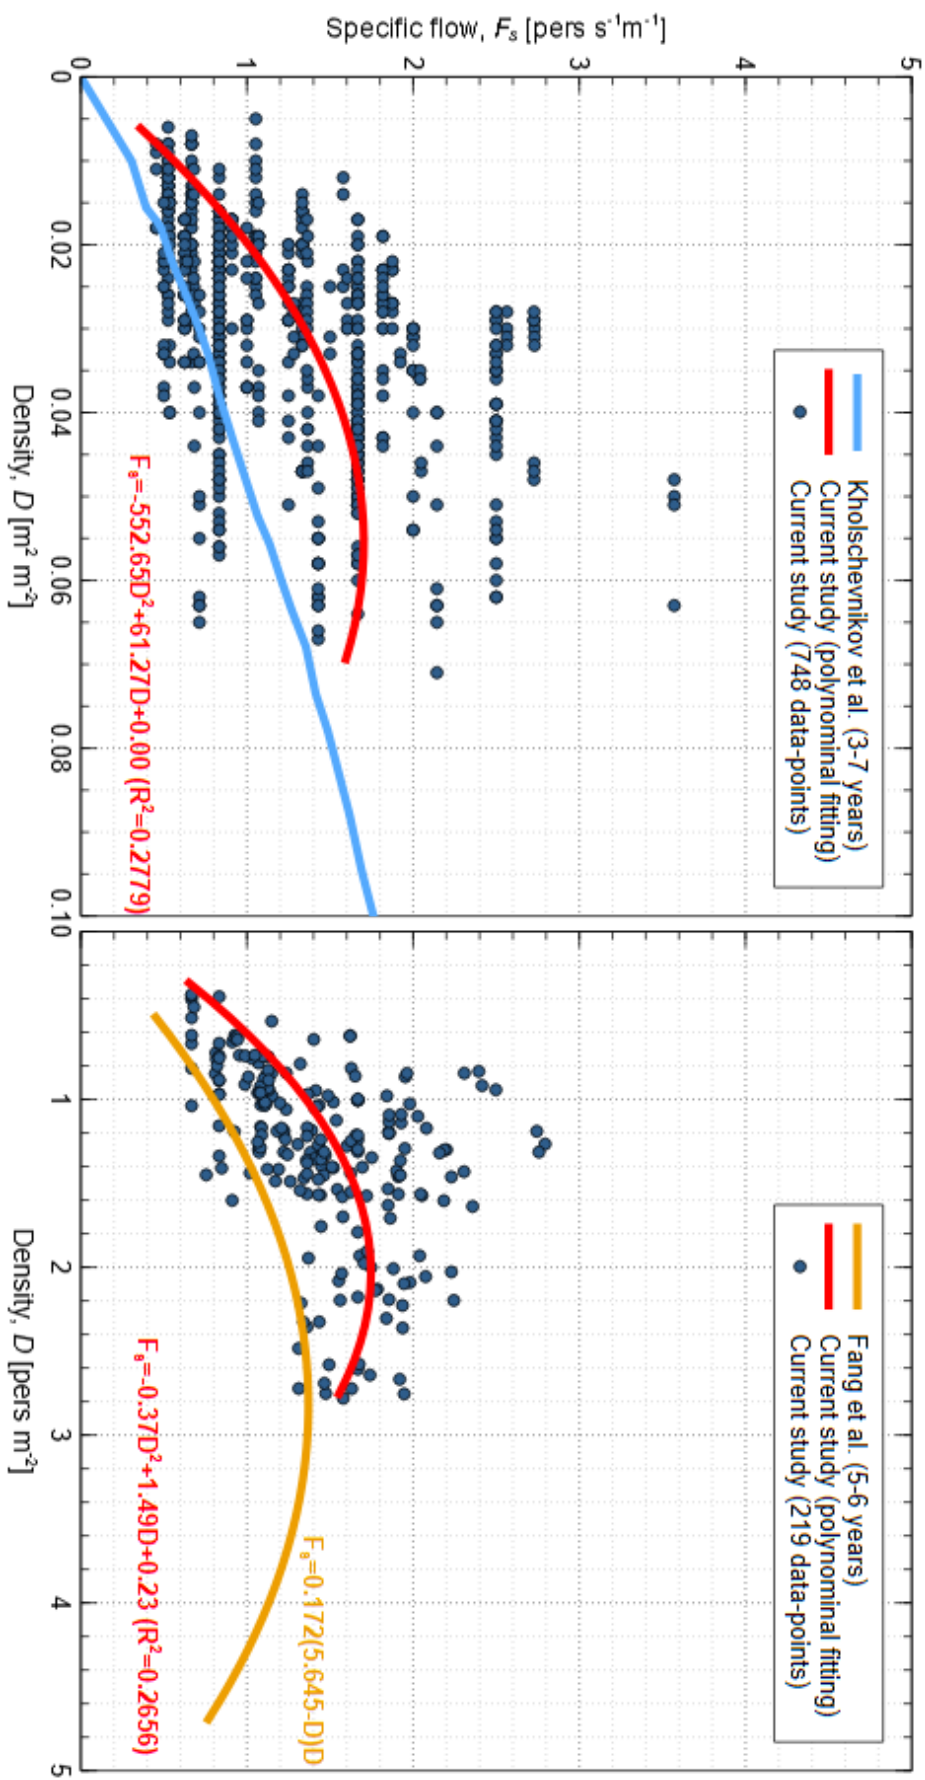 Specific flow, Fs [pers s-1m-1]
5
4
3
2
1
0
0
0.02
0.04
0.06
0.08
0.10
Density, D [m2 m-2]
Kholschevnikov et al. (3-7 years)
Current study (polynominal fitting)
Current study (748 data-points)
Fs=-552.65D2+61.27D+0.00 (R2=0.2779)
1
2
3
4
5
Density, D [pers m-2]
Fang et al. (5-6 years)
Current study (polynominal fitting)
Current study (219 data-points)
Fs=0.172(5.645-D)D
Fs=-0.37D2+1.49D+0.23 (R2=0.2656)